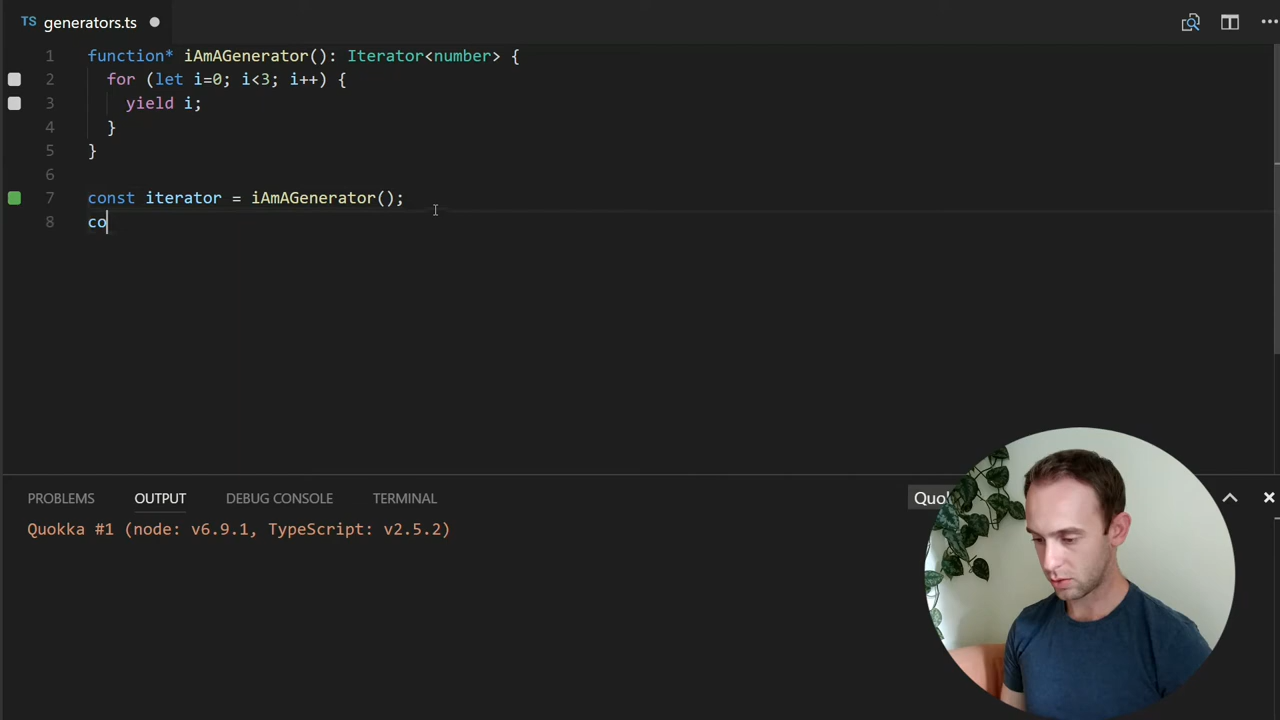 TS generators.ts
1 function* iAmAGenerator(): Iterator<number> {
2 for (let i=0; i<3; i++) {
3 yield i;
4 }
5 }
6
7 const iterator = iAmAGenerator();
8 co
PROBLEMS OUTPUT DEBUG CONSOLE TERMINAL
Quokka #1 (node: v6.9.1, TypeScript: v2.5.2)